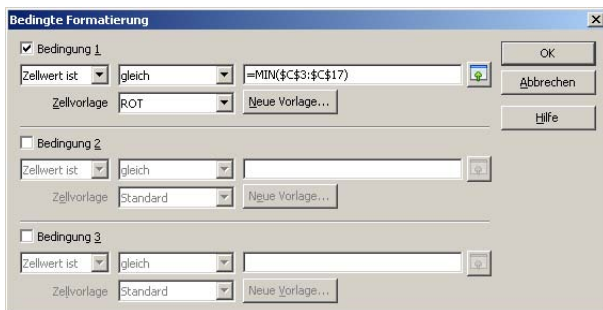 Bedingte Formatierung
Bedingung 1
Zellwert ist gleich =MIN($C$3:$C$17)
Zellvorlage ROT Neue Vorlage...
Bedingung 2
Zellwert ist gleich
Zellvorlage Standard Neue Vorlage...
Bedingung 3
Zellwert ist gleich
Zellvorlage Standard Neue Vorlage...
OK
Abbrechen
Hilfe